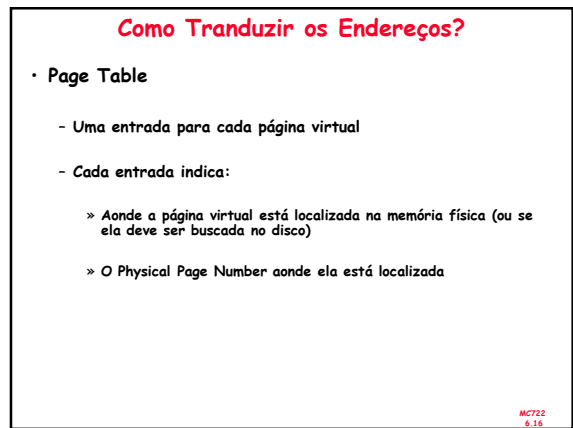 Como Tranduzir os Endereços?
• Page Table
– Uma entrada para cada página virtual
– Cada entrada indica:
» Aonde a página virtual está localizada na memória física (ou se
ela deve ser buscada no disco)
» O Physical Page Number aonde ela está localizada
MC722
6.16